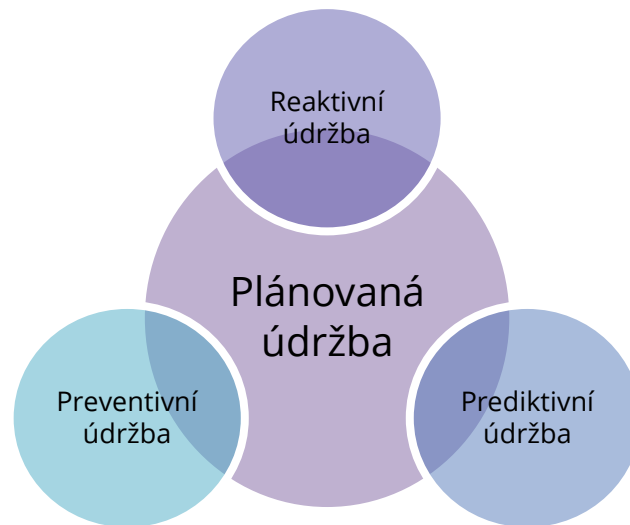 Reaktivní
údržba
Plánovaná
údržba
Preventivní
údržba
Prediktivní
údržba